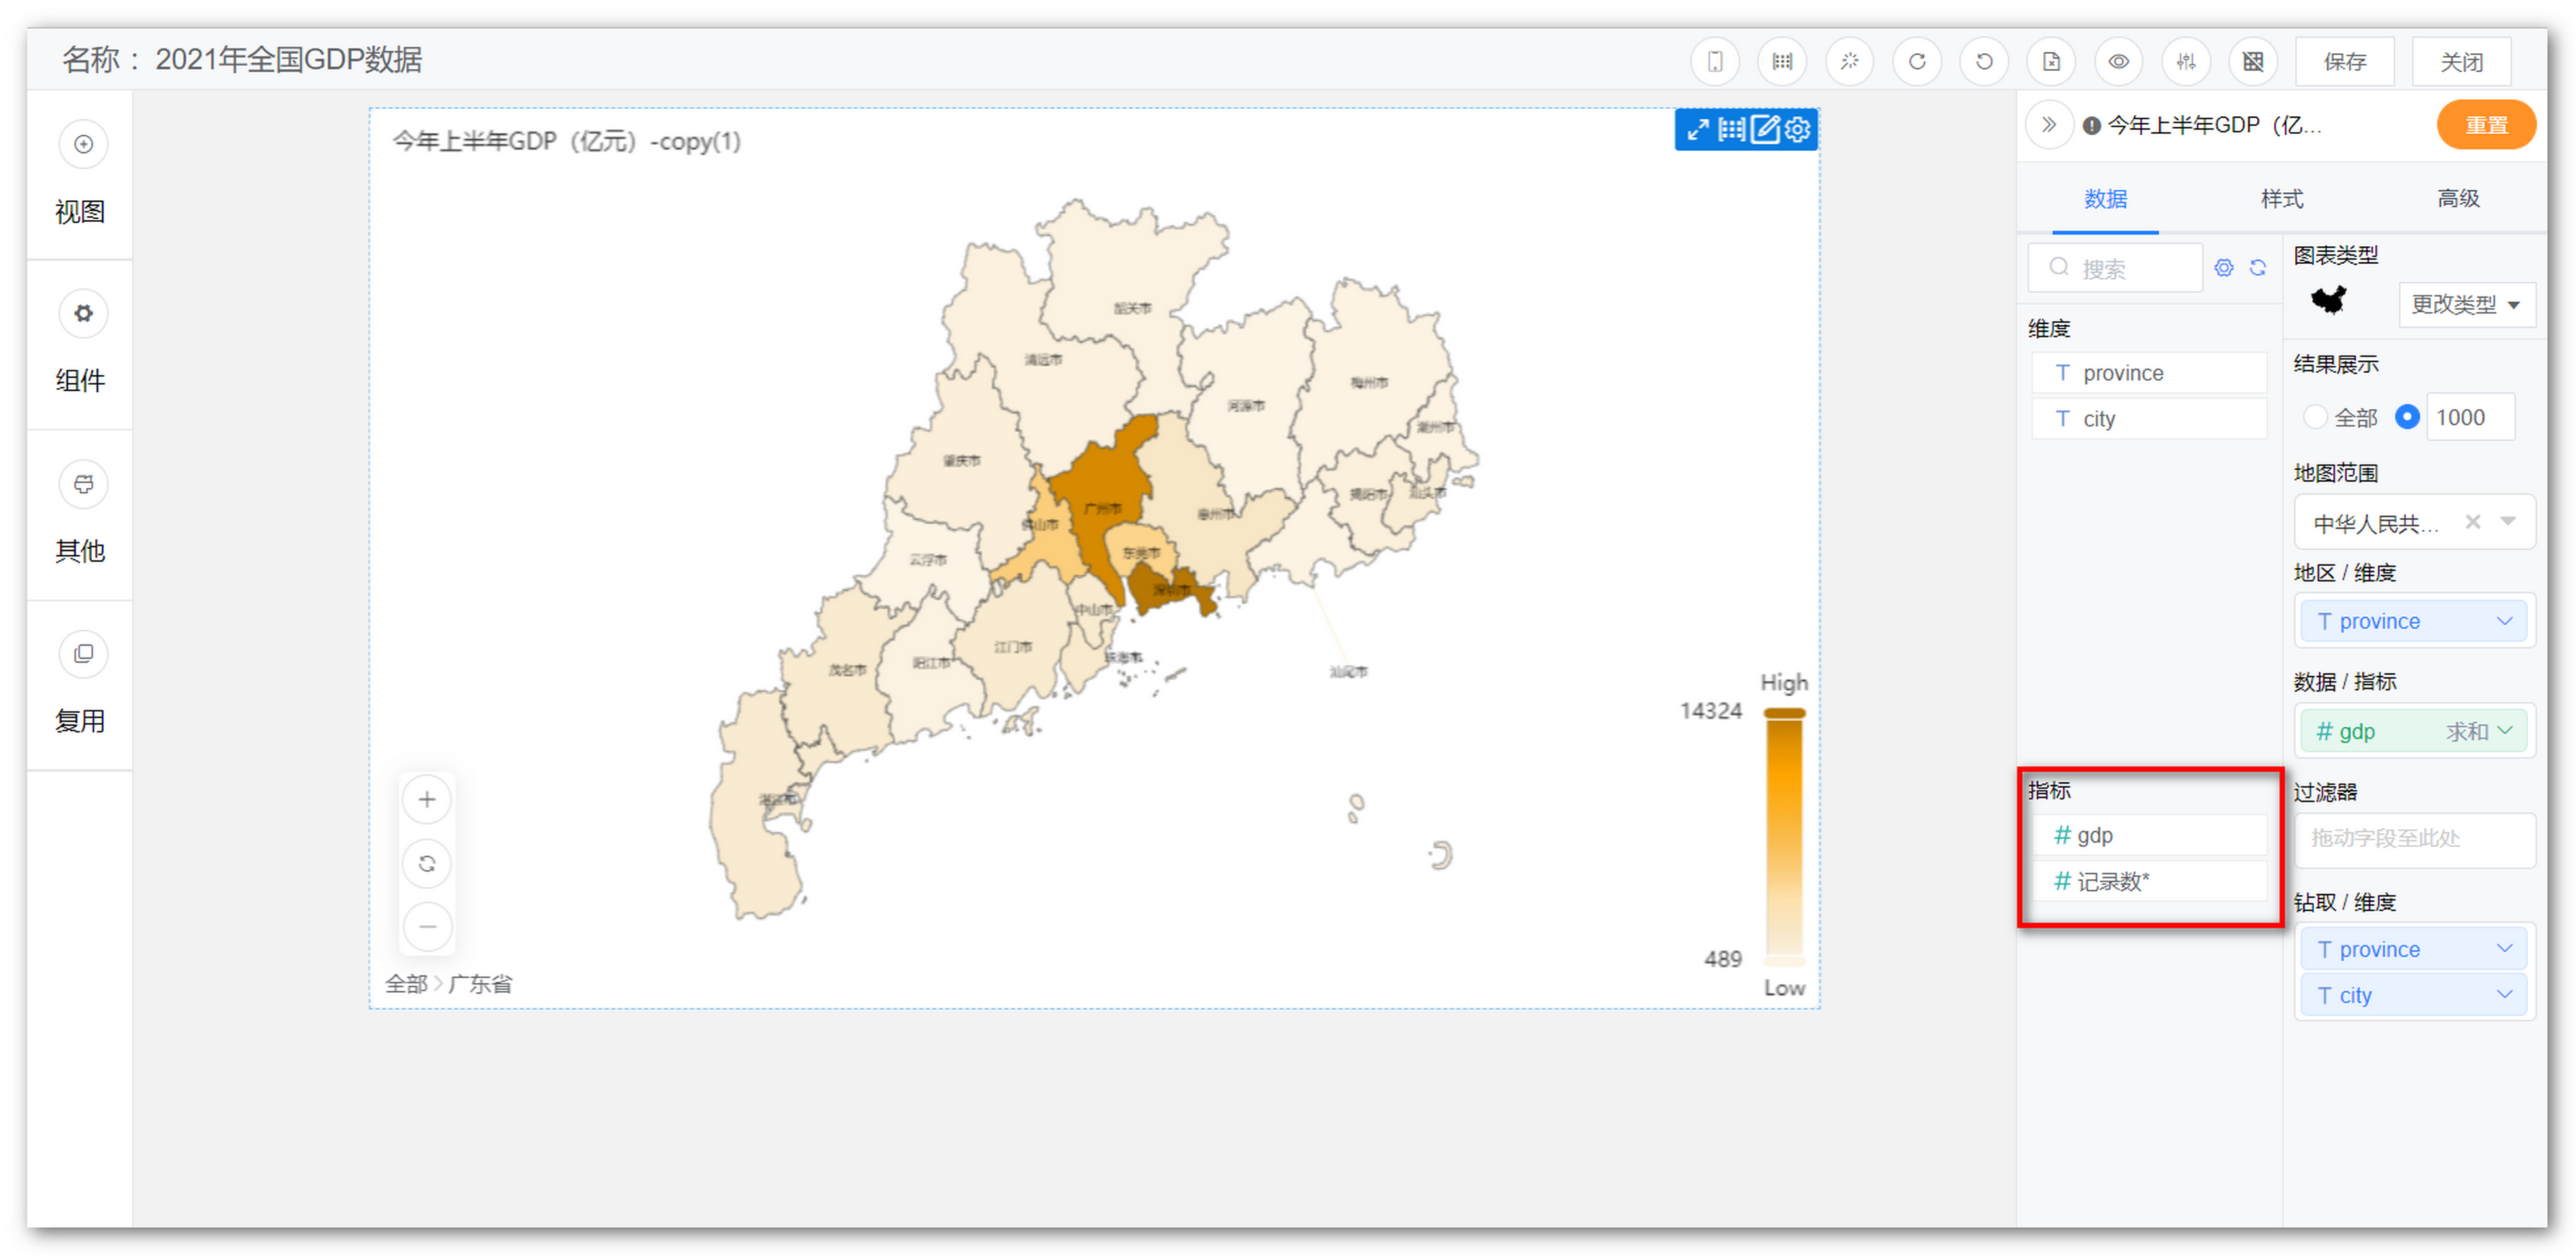 名称： 2021年全国GDP数据
保存
关闭
视图
组件
其他
复用
今年上半年GDP（亿元）-copy(1)
韶关市
清远市
梅州市
河源市
潮州市
肇庆市
揭阳市
汕头市
广州市
惠州市
佛山市
东莞市
云浮市
深圳市
中山市
江门市
珠海市
阳江市
茂名市
汕尾市
湛江市
High
14324
489
Low
全部 > 广东省
今年上半年GDP（亿...
重置
数据
样式
高级
搜索
维度
T province
T city
指标
# gdp
# 记录数*
图表类型
更改类型
结果展示
全部
1000
地图范围
中华人民共...
地区 / 维度
T province
数据 / 指标
# gdp 求和
过滤器
拖动字段至此处
钻取 / 维度
T province
T city